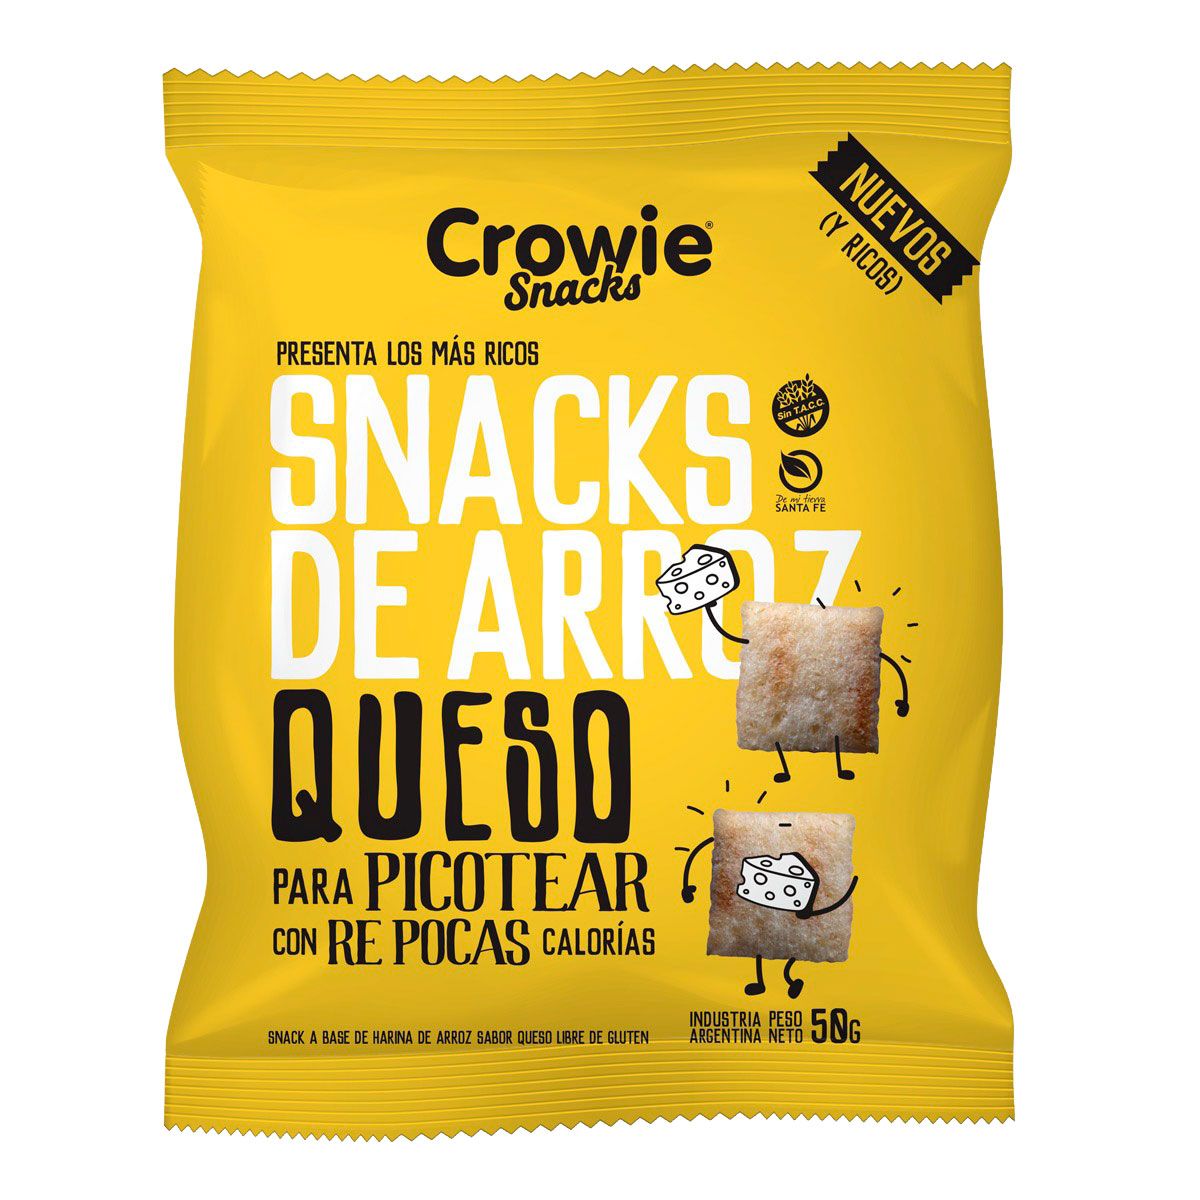 Crowie®
Snacks
NUEVOS
(Y RICOS)
PRESENTA LOS MÁS RICOS
SNACKS
DE ARROZ
Sin T.A.C.C.
De mi tierra
SANTA FE
QUESO
PARA PICOTEAR
CON RE POCAS CALORÍAS
SNACK A BASE DE HARINA DE ARROZ SABOR QUESO LIBRE DE GLUTEN
INDUSTRIA ARGENTINA
PESO NETO 50G